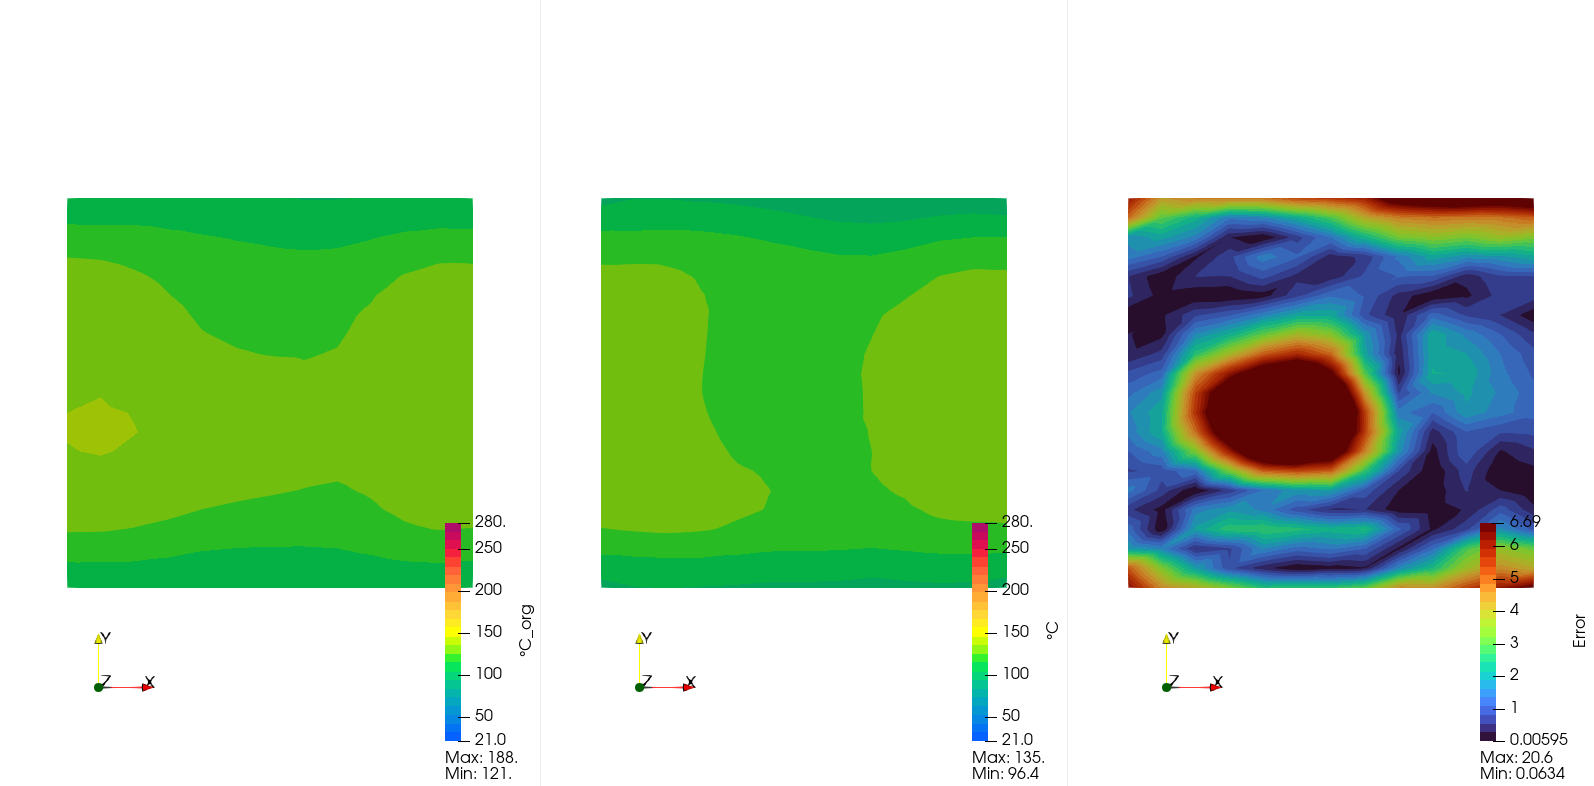 280.
250
200
150
100
50
21.0
°C_org
Max: 188.
Min: 121.
Y
Z
X
280.
250
200
150
100
50
21.0
°C
Max: 135.
Min: 96.4
Y
Z
X
6.69
6
5
4
3
2
1
0.00595
Error
Max: 20.6
Min: 0.0634
Y
Z
X